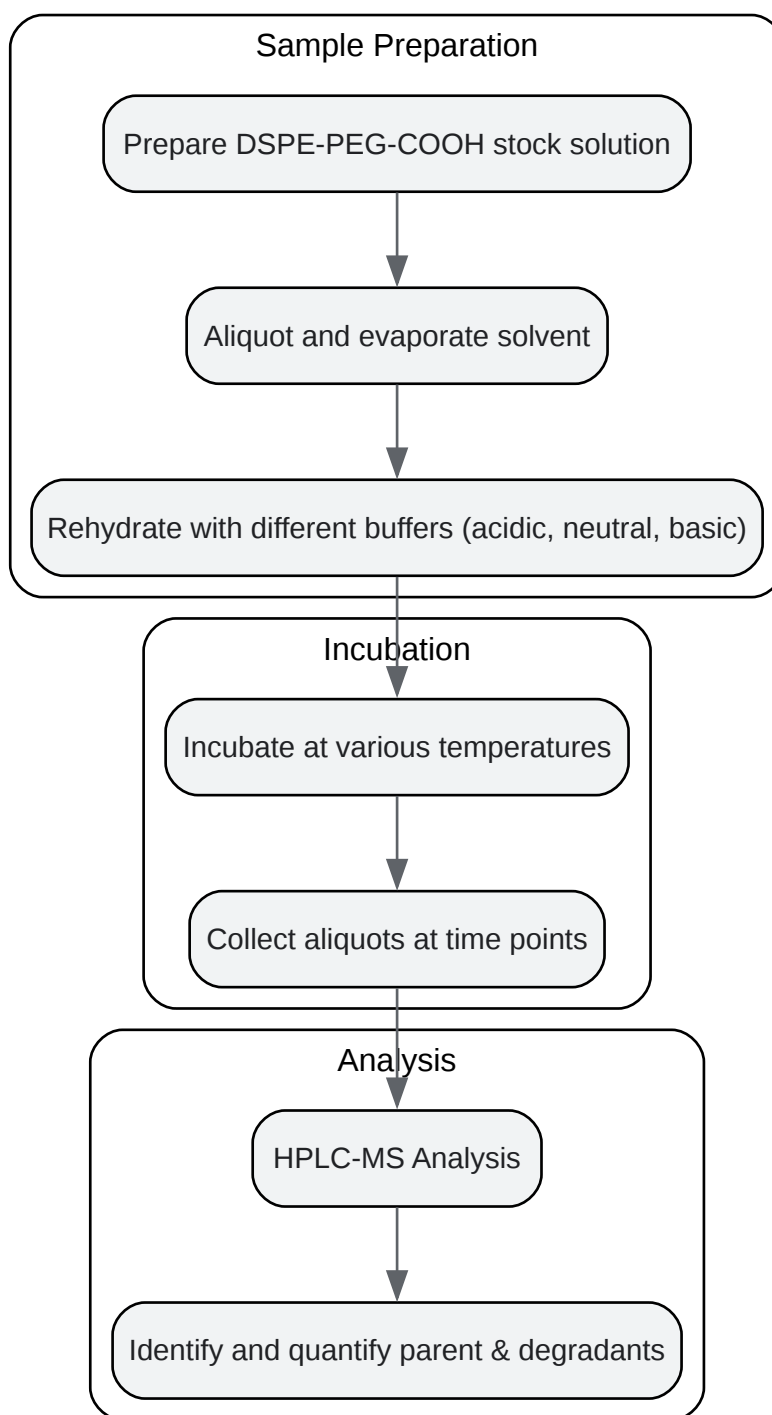 Sample Preparation
Prepare DSPE-PEG-COOH stock solution
Aliquot and evaporate solvent
Rehydrate with different buffers (acidic, neutral, basic)
Incubation
Incubate at various temperatures
Collect aliquots at time points
Analysis
HPLC-MS Analysis
Identify and quantify parent & degradants